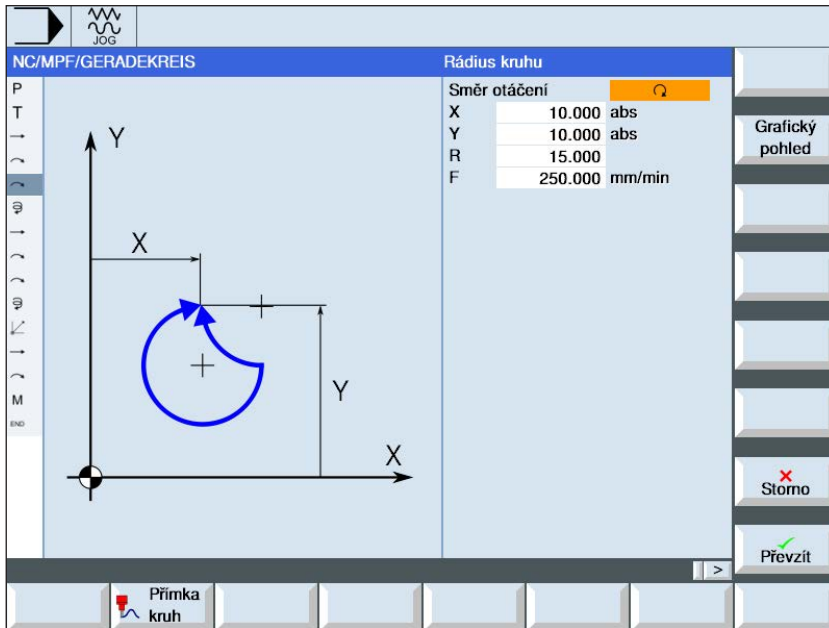 JOG
NC/MPF/GERADEKREIS
Rádius kruhu
P
T
M
END
Y
X
Y
X
Směr otáčení
X 10.000 abs
Y 10.000 abs
R 15.000
F 250.000 mm/min
Grafický
pohled
Storno
Převzít
>
Přímka
kruh